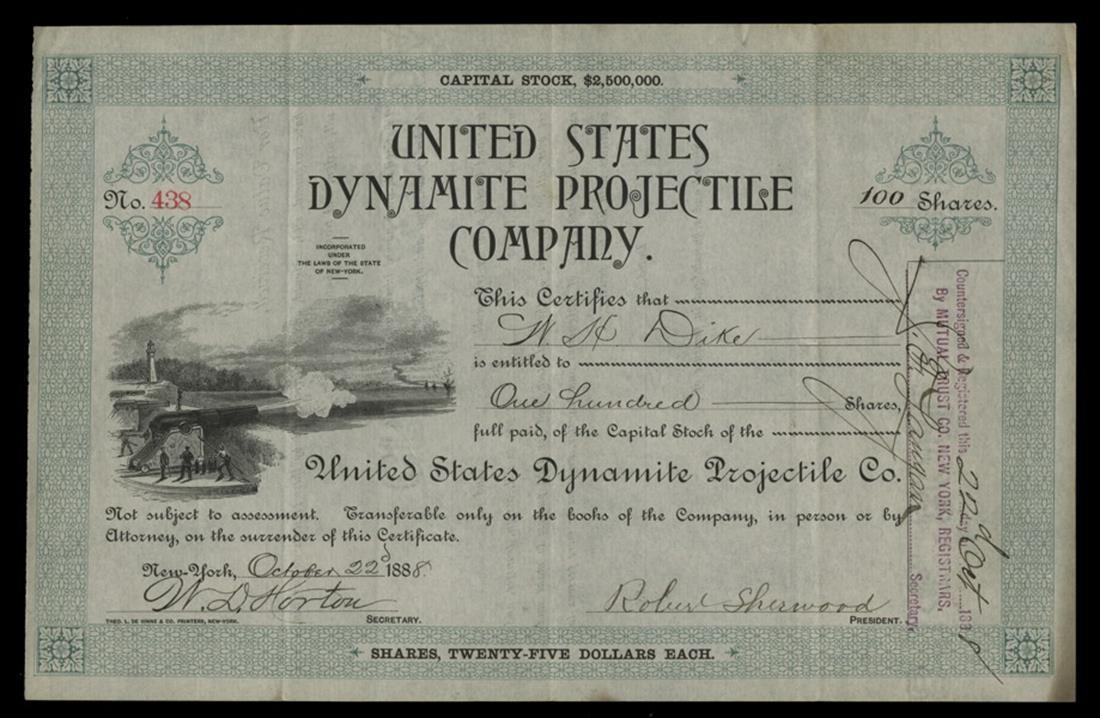 CAPITAL STOCK, $2,500,000.
UNITED STATES
DYNAMITE PROJECTILE
COMPANY.
No. 438
100 Shares.
INCORPORATED
UNDER
THE LAWS OF THE STATE
OF NEW-YORK.
This Certifies that
W. H. Dike
is entitled to
One hundred Shares,
full paid, of the Capital Stock of the
United States Dynamite Projectile Co.
Not subject to assessment. Transferable only on the books of the Company, in person or by
Attorney, on the surrender of this Certificate.
New-York, October 22d 1888.
W. D. Horton
Robert Sherwood
SECRETARY.
PRESIDENT.
THEO. L. DE VINNE & CO. PRINTERS, NEW-YORK.
SHARES, TWENTY-FIVE DOLLARS EACH.
Countersigned & Registered this 22d day Oct 188
By MUTUAL TRUST CO. NEW YORK, REGISTRARS.
Secretary.